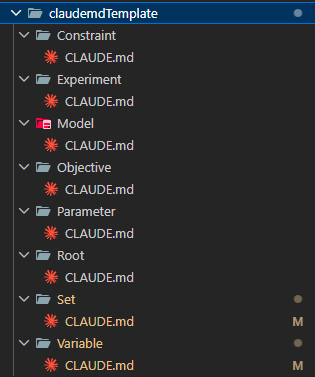 claudemdTemplate
Constraint
CLAUDE.md
Experiment
CLAUDE.md
Model
CLAUDE.md
Objective
CLAUDE.md
Parameter
CLAUDE.md
Root
CLAUDE.md
Set
CLAUDE.md M
Variable
CLAUDE.md M